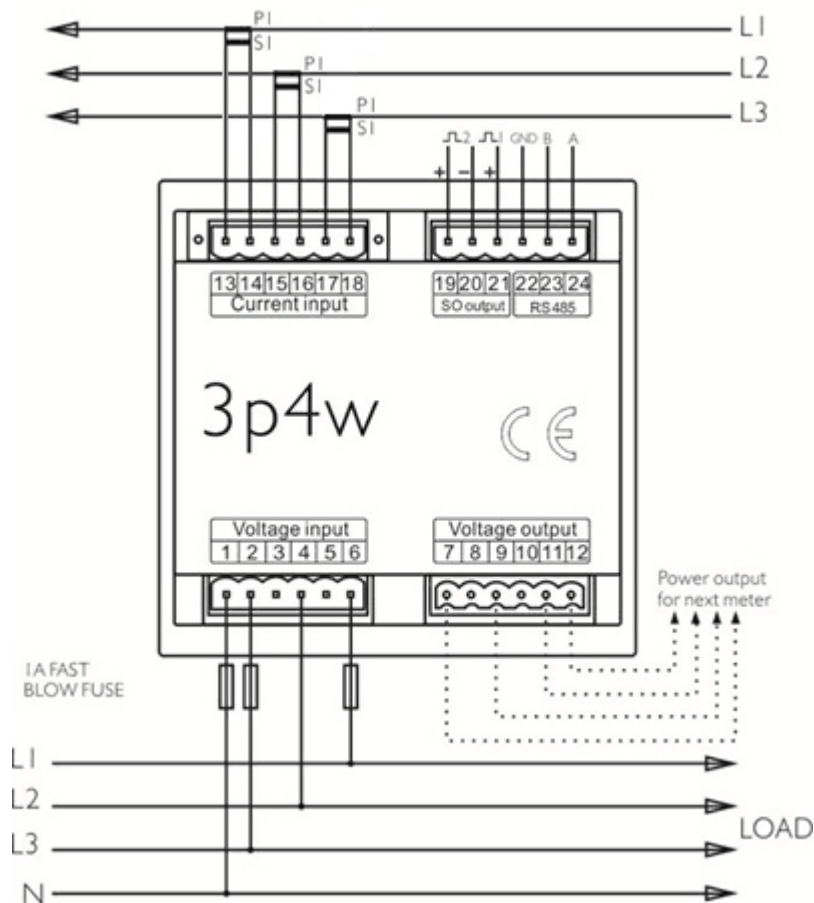 P1
S1
L1
P1
S1
L2
P1
S1
L3
2 1 GND B A
+ - +
13 14 15 16 17 18
Current input
19 20 21 22 23 24
SO output RS485
3p4w
CE
Voltage input
1 2 3 4 5 6
Voltage output
7 8 9 10 11 12
Power output
for next meter
1A FAST
BLOW FUSE
L1
L2
L3
N
LOAD